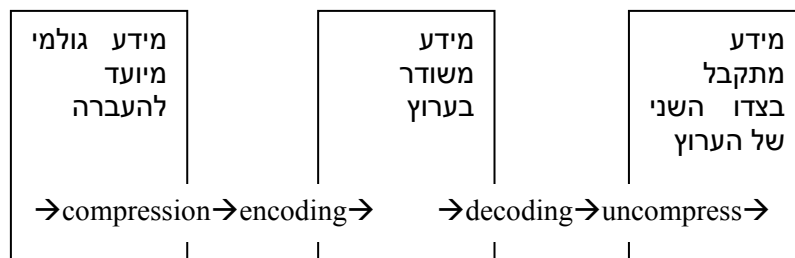 מידע גולמי
מיועד
להעברה
מידע
משודר
בערוץ
מידע
מתקבל
בצדו השני
של הערוץ
→compression→encoding→ →decoding→uncompress→